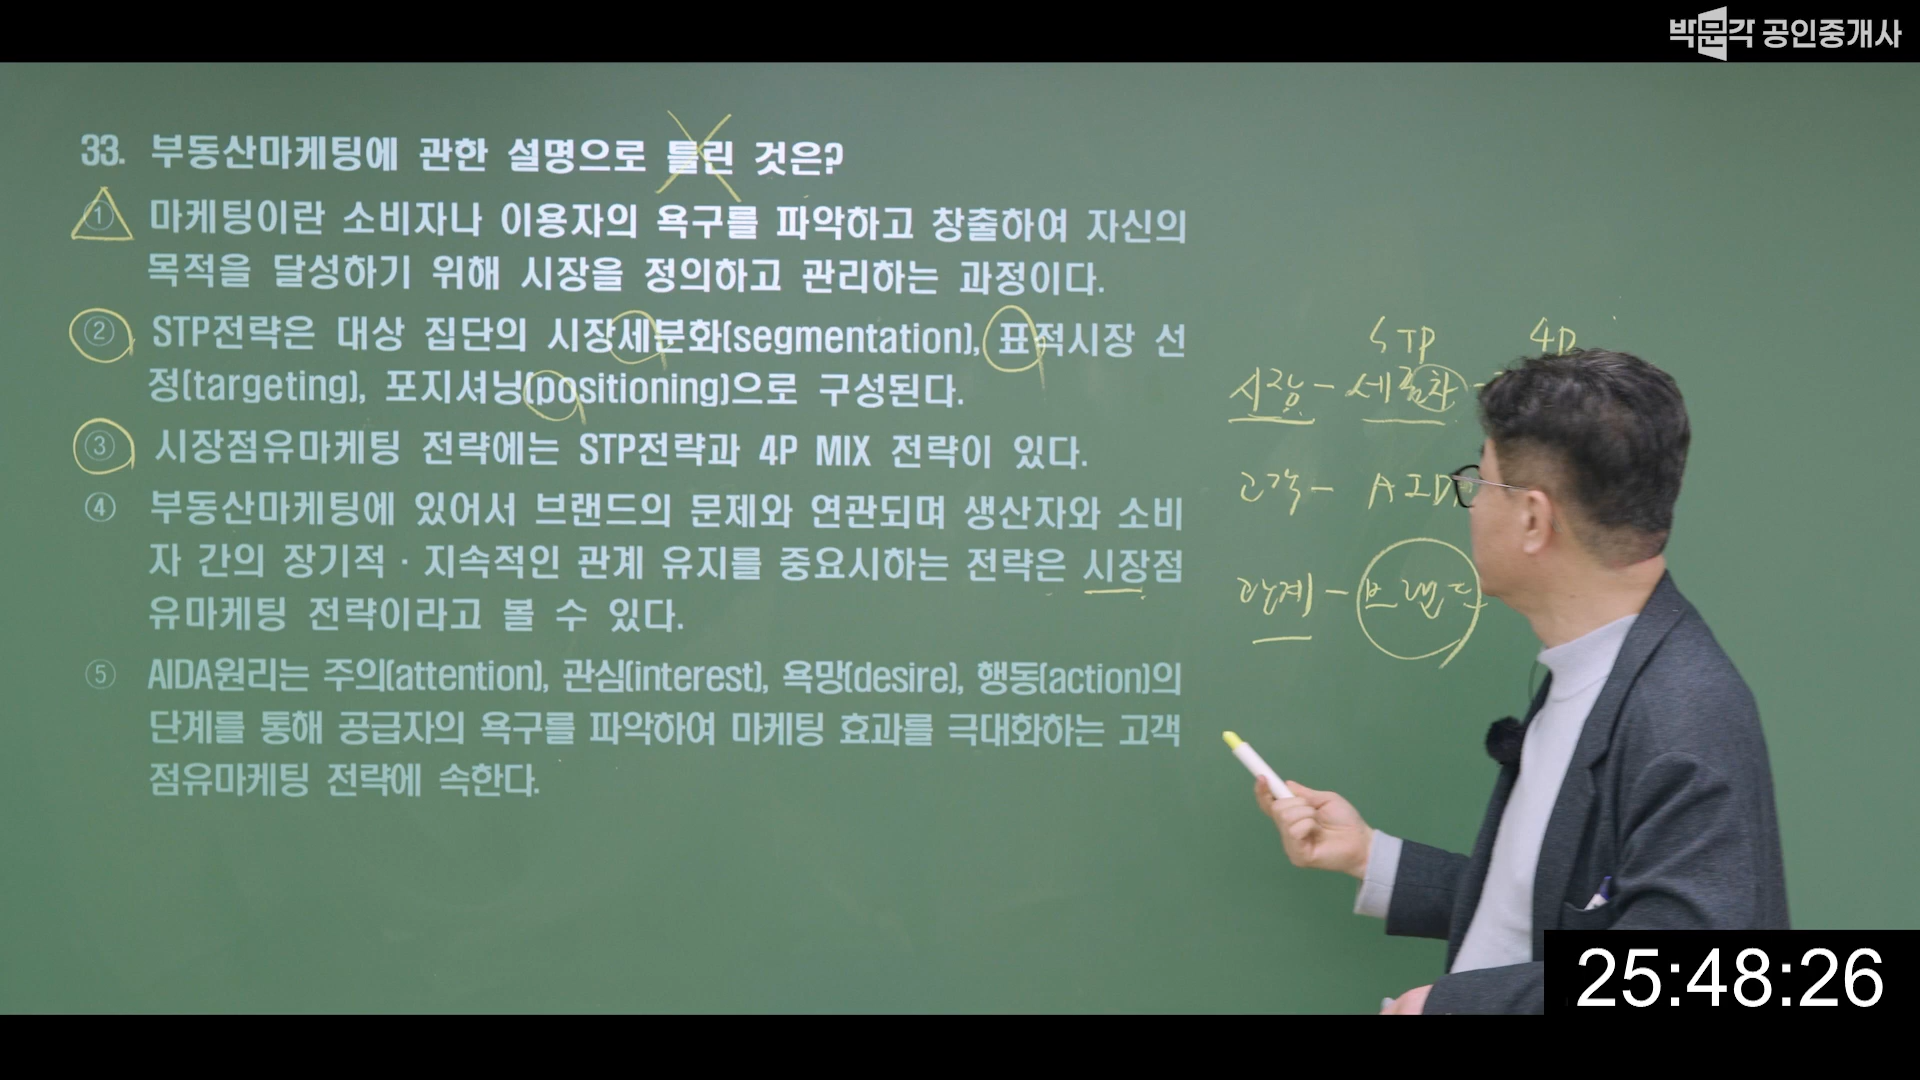 박문각 공인중개사
33. 부동산마케팅에 관한 설명으로 틀린 것은?
① 마케팅이란 소비자나 이용자의 욕구를 파악하고 창출하여 자신의
목적을 달성하기 위해 시장을 정의하고 관리하는 과정이다.
② STP전략은 대상 집단의 시장세분화(segmentation), 표적시장 선
정(targeting), 포지셔닝(positioning)으로 구성된다.
③ 시장점유마케팅 전략에는 STP전략과 4P MIX 전략이 있다.
④ 부동산마케팅에 있어서 브랜드의 문제와 연관되며 생산자와 소비
자 간의 장기적·지속적인 관계 유지를 중요시하는 전략은 시장점
유마케팅 전략이라고 볼 수 있다.
⑤ AIDA원리는 주의(attention), 관심(interest), 욕망(desire), 행동(action)의
단계를 통해 공급자의 욕구를 파악하여 마케팅 효과를 극대화하는 고객
점유마케팅 전략에 속한다.
STP 4P
시장 -
고객 - AID
관계 - 브랜드
25:48:26